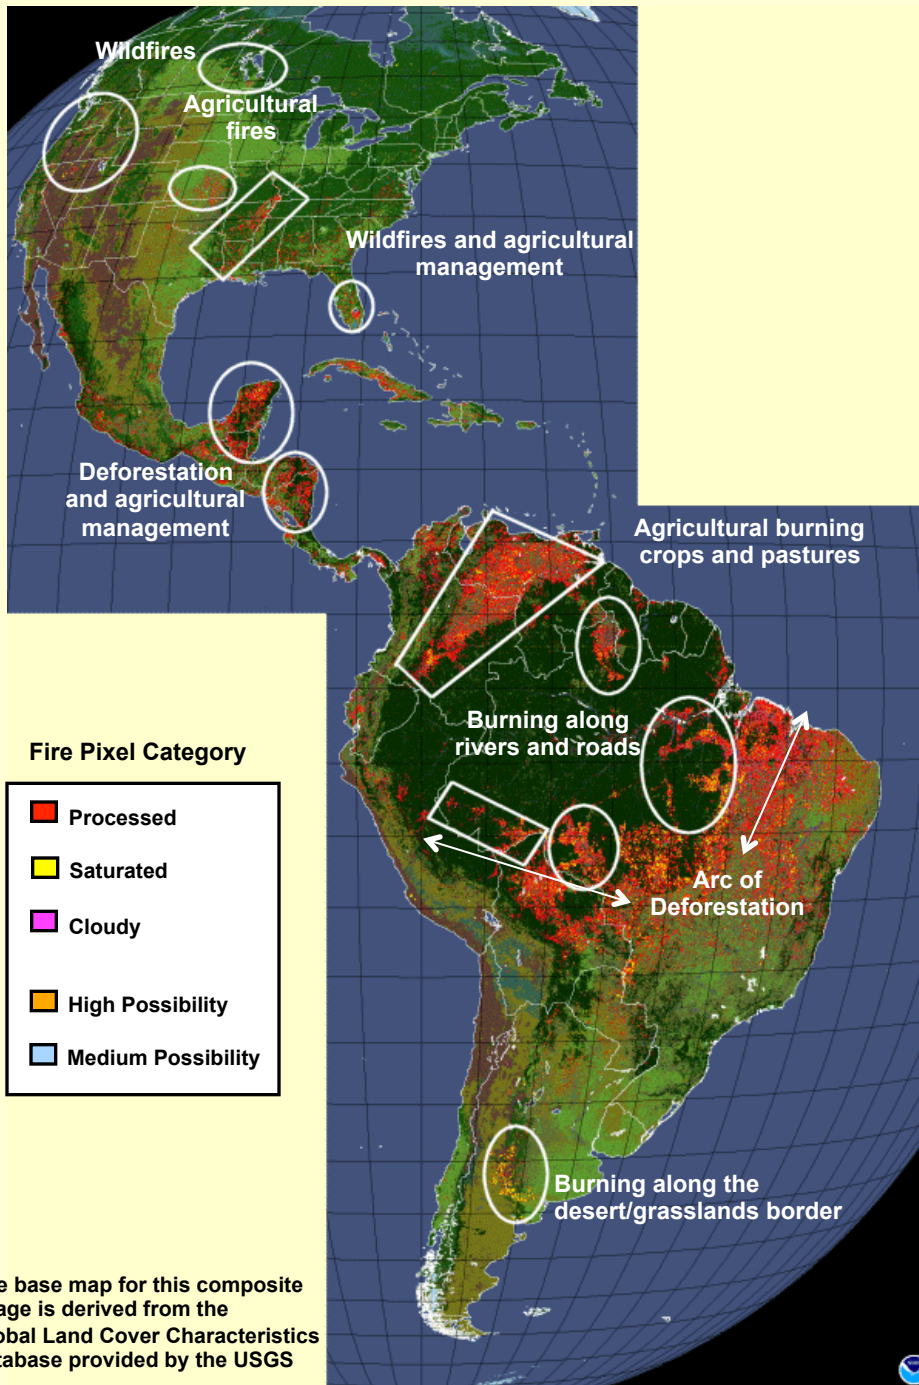 Wildfires
Agricultural
fires
Wildfires and agricultural
management
Deforestation
and agricultural
management
Agricultural burning
crops and pastures
Burning along
rivers and roads
Arc of
Deforestation
Fire Pixel Category
Processed
Saturated
Cloudy
High Possibility
Medium Possibility
Burning along the
desert/grasslands border
e base map for this composite
age is derived from the
obal Land Cover Characteristics
tabase provided by the USGS